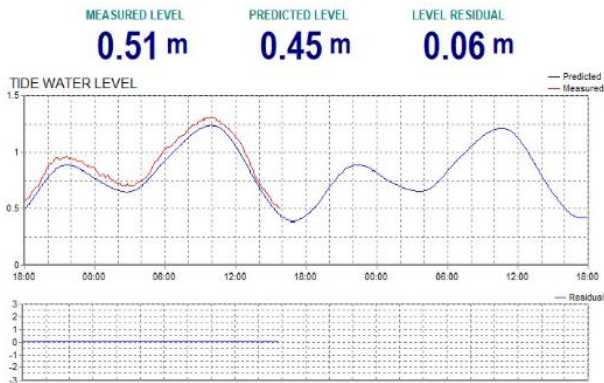 MEASURED LEVEL PREDICTED LEVEL LEVEL RESIDUAL
0.51 m 0.45 m 0.06 m
TIDE WATER LEVEL
Predicted
Measured
1.5
1
0.5
0
18:00 00:00 06:00 12:00 18:00 00:00 06:00 12:00 18:00
Residual
3
2
1
0
-1
-2
-3